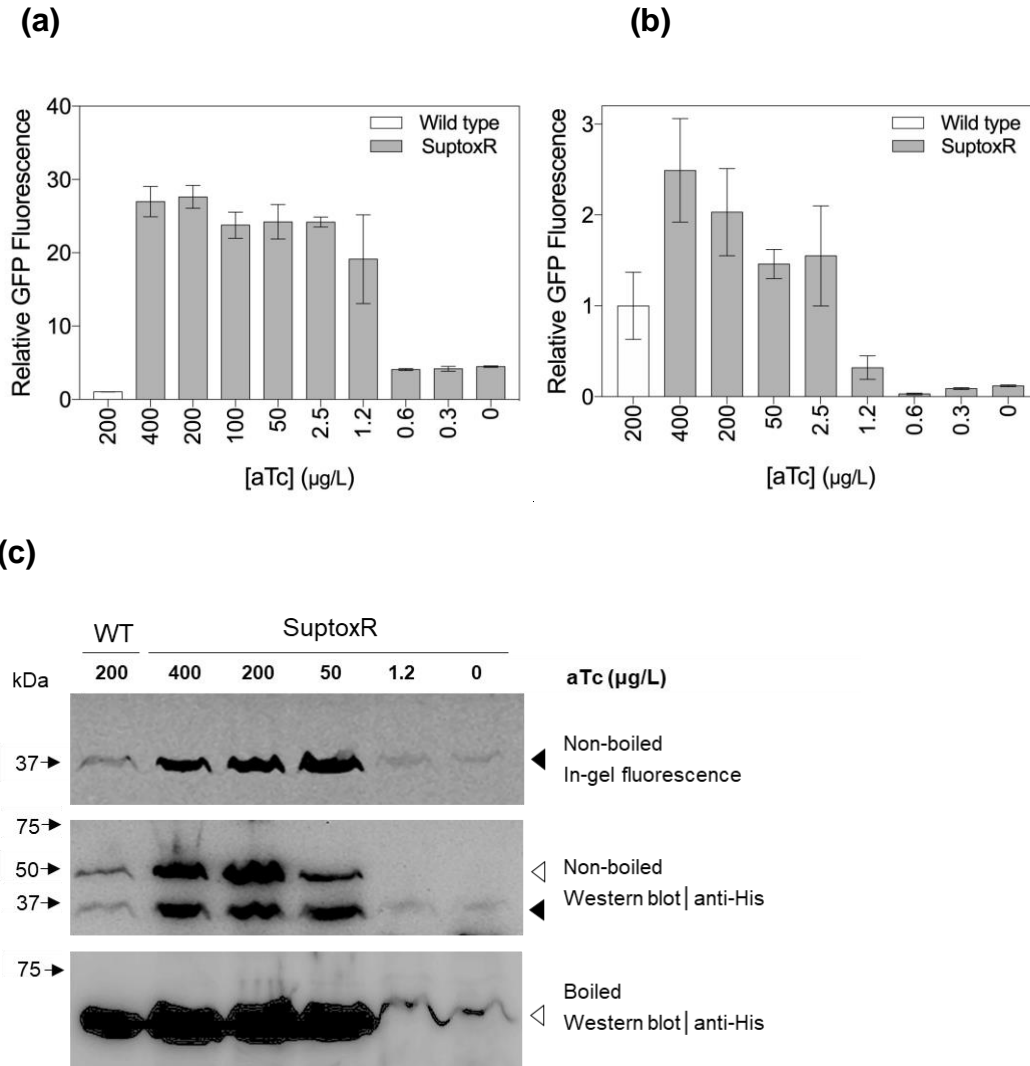 (a)
Relative GFP Fluorescence
40
30
20
10
0
Wild type
SuptoxR
200
400
200
100
50
2.5
1.2
0.6
0.3
0
[aTc] (µg/L)
(b)
Relative GFP Fluorescence
3
2
1
0
Wild type
SuptoxR
200
400
200
50
2.5
1.2
0.6
0.3
0
[aTc] (µg/L)
(c)
WT SuptoxR
kDa 200 400 200 50 1.2 0 aTc (µg/L)
37
Non-boiled
In-gel fluorescence
75
50
37
Non-boiled
Western blot | anti-His
75
Boiled
Western blot | anti-His